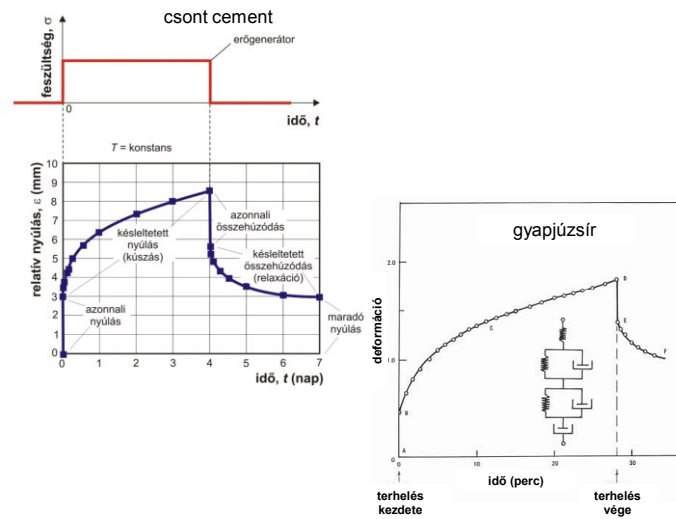 csont cement
feszültség, σ
erőgenerátor
0
idő, t
T = konstans
relatív nyúlás, ε (mm)
10
9
8
7
6
5
4
3
2
1
0
azonnali
összehúzódás
késleltetett
nyúlás
(kúszás)
késleltetett
összehúzódás
(relaxáció)
azonnali
nyúlás
maradó
nyúlás
0 1 2 3 4 5 6 7
idő, t (nap)
gyapjúzsír
deformáció
2.0
1.0
0
A
B
C
D
E
F
10
30
idő (perc)
terhelés
kezdete
terhelés
vége